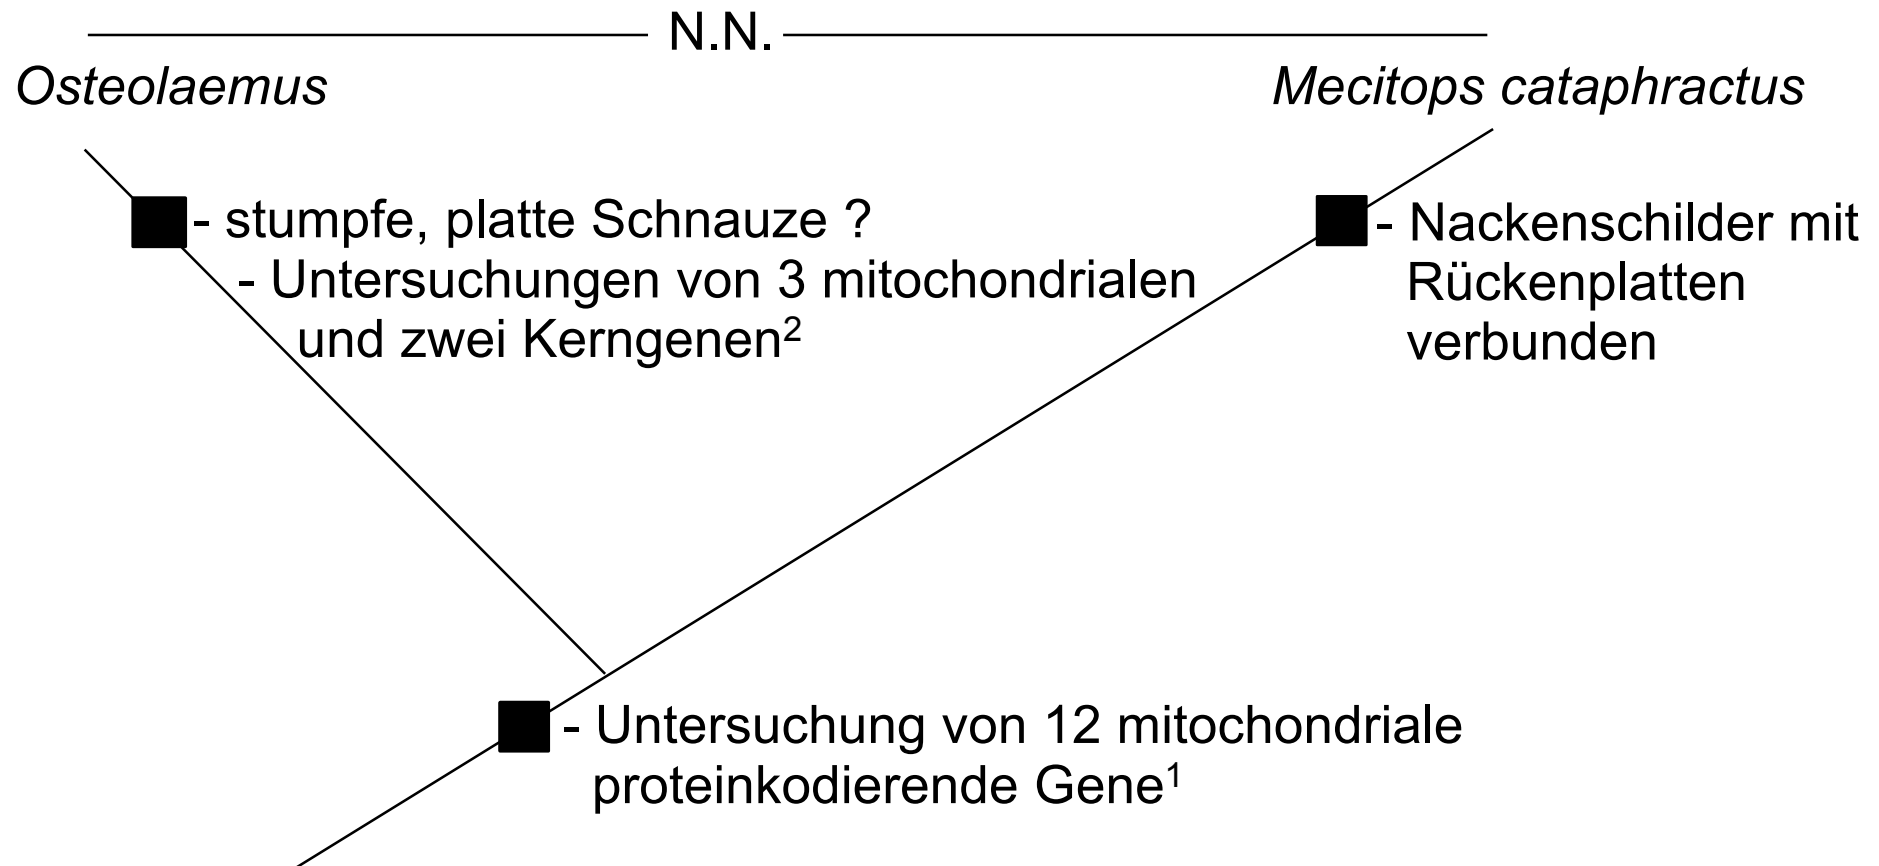 N.N.
Osteolaemus
Mecitops cataphractus
- stumpfe, platte Schnauze ?
- Untersuchungen von 3 mitochondrialen
und zwei Kerngenen²
- Nackenschilder mit
Rückenplatten
verbunden
- Untersuchung von 12 mitochondriale
proteinkodierende Gene¹